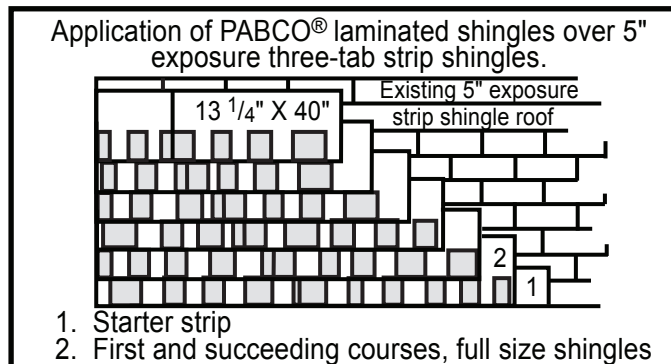 Application of PABCO® laminated shingles over 5"
exposure three-tab strip shingles.
Existing 5" exposure
13 1/4" X 40"
strip shingle roof
2
1
1. Starter strip
2. First and succeeding courses, full size shingles